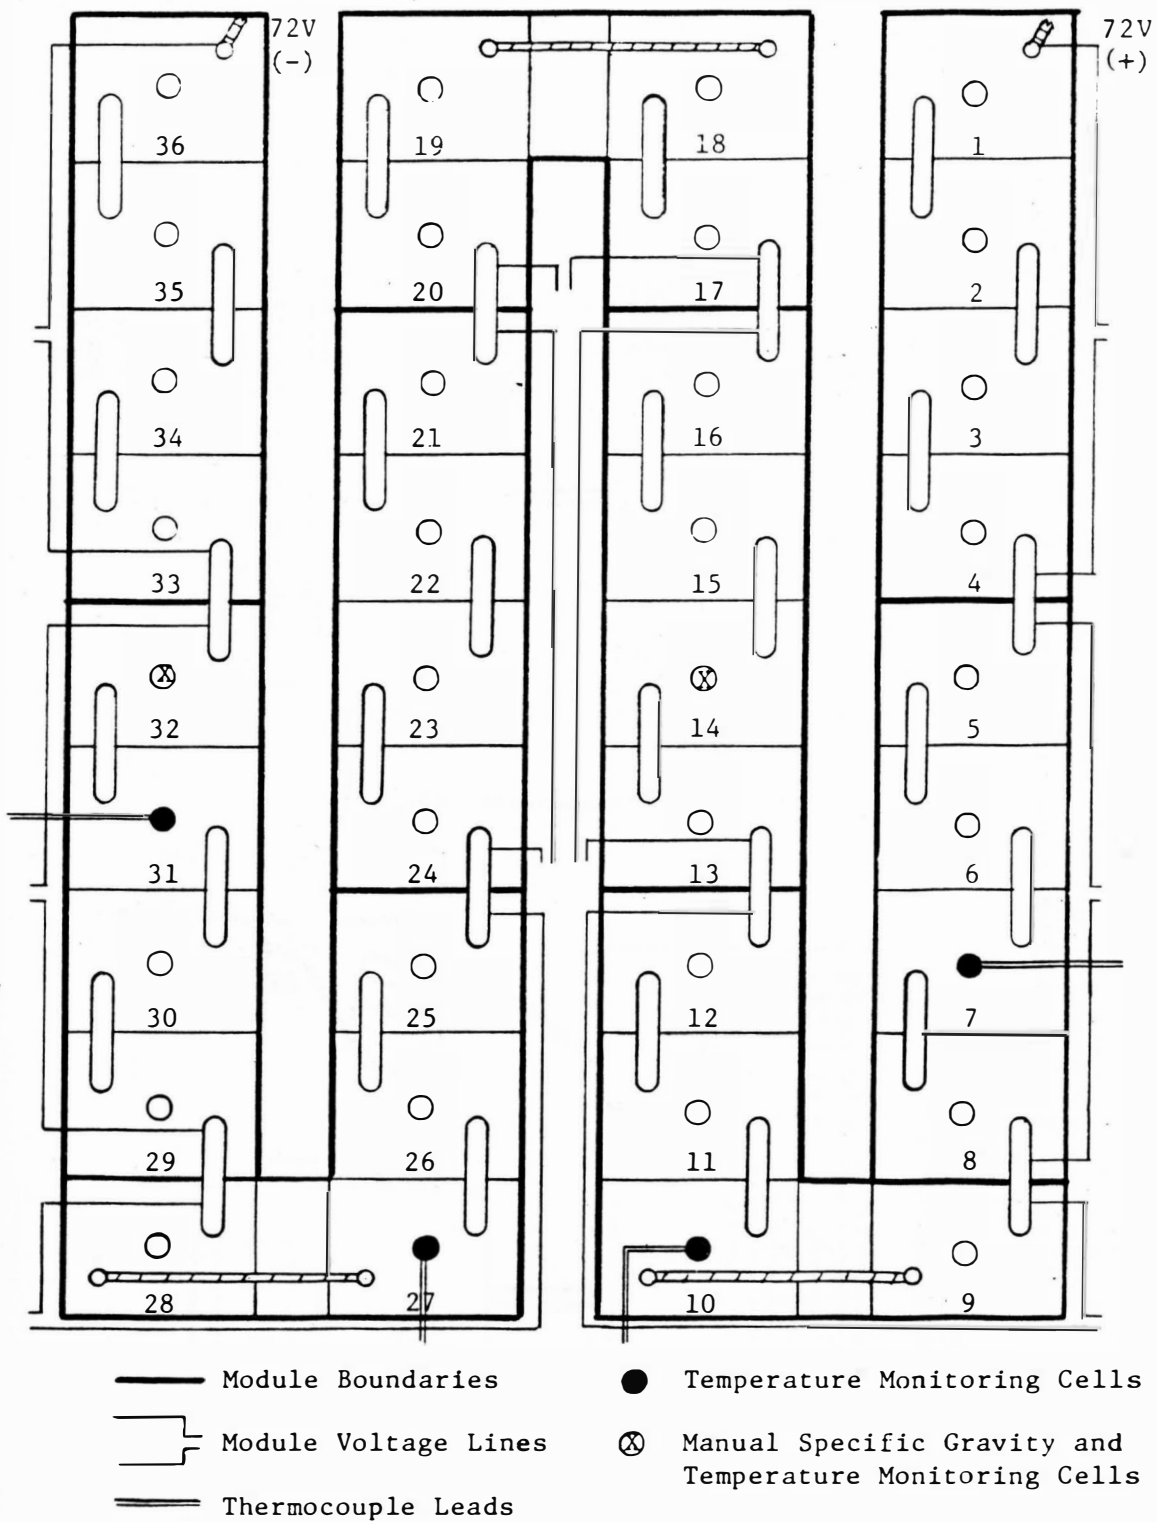 72V 72V
(-) (+)
36 19 18 1
35 20 17 2
34 21 16 3
33 22 15 4
32 23 14 5
31 24 13 6
30 25 12 7
29 26 11 8
28 27 10 9
Module Boundaries
Temperature Monitoring Cells
Module Voltage Lines
Manual Specific Gravity and
Temperature Monitoring Cells
Thermocouple Leads